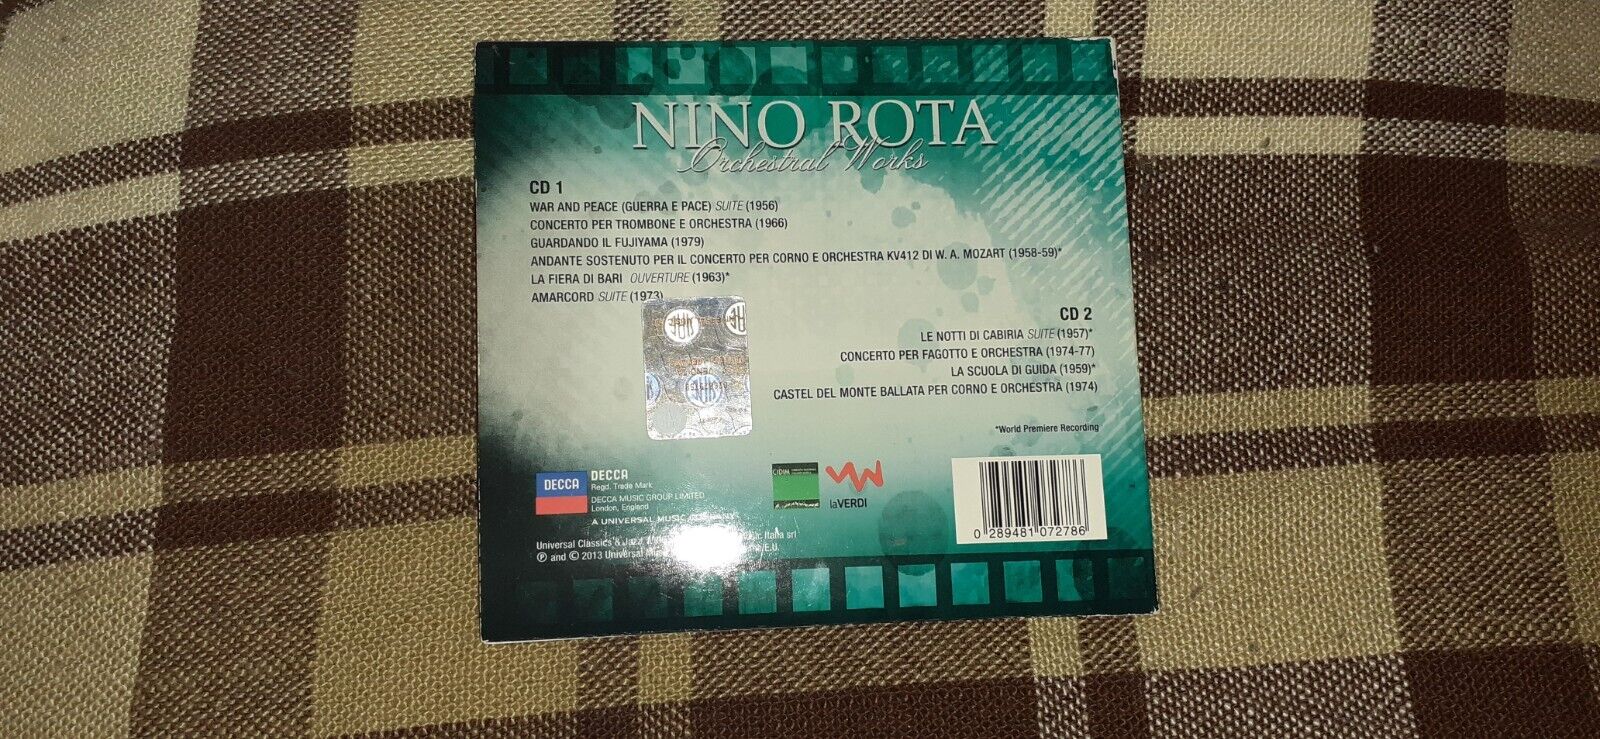 NINO ROTA
Orchestral Works
CD 1
WAR AND PEACE (GUERRA E PACE) SUITE (1956)
CONCERTO PER TROMBONE E ORCHESTRA (1966)
GUARDANDO IL FUJIYAMA (1979)
ANDANTE SOSTENUTO PER IL CONCERTO PER CORNO E ORCHESTRA KV412 DI W. A. MOZART (1958-59)*
LA FIERA DI BARI OUVERTURE (1963)*
AMARCORD SUITE (1973)
CD 2
LE NOTTI DI CABIRIA SUITE (1957)*
CONCERTO PER FAGOTTO E ORCHESTRA (1974-77)
LA SCUOLA DI GUIDA (1959)*
CASTEL DEL MONTE BALLATA PER CORNO E ORCHESTRA (1974)
*World Premiere Recording
DECCA
DECCA
Regd. Trade Mark
DECCA MUSIC GROUP LIMITED
London, England
A UNIVERSAL MUSIC COMPANY
CIDIM
laVERDI
Universal Classics & Jazz Italia srl
℗ and © 2013 Universal E.U.
0 289481 072786